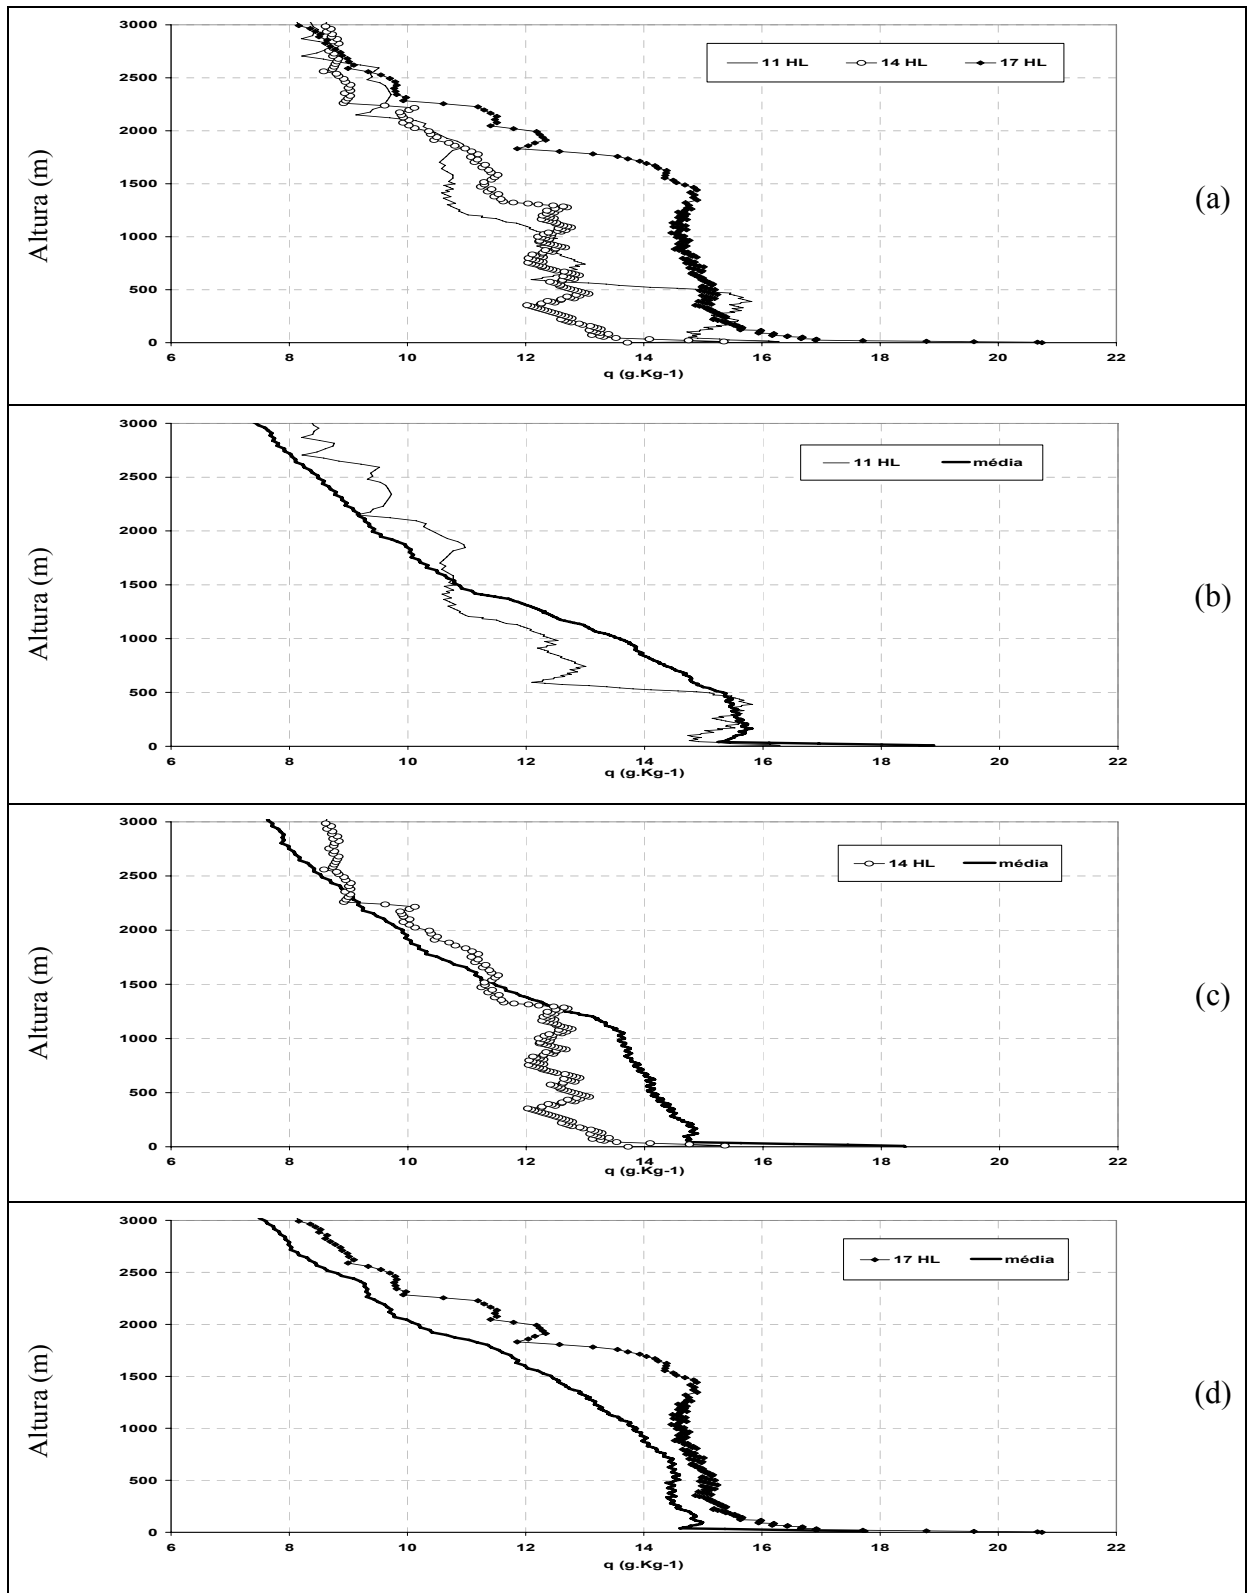 3000
2500
2000
1500
1000
500
0
Altura (m)
11 HL 14 HL 17 HL
6 8 10 12 14 16 18 20 22
q (g.Kg-1)
(a)
3000
2500
2000
1500
1000
500
0
Altura (m)
11 HL média
6 8 10 12 14 16 18 20 22
q (g.Kg-1)
(b)
3000
2500
2000
1500
1000
500
0
Altura (m)
14 HL média
6 8 10 12 14 16 18 20 22
q (g.Kg-1)
(c)
3000
2500
2000
1500
1000
500
0
Altura (m)
17 HL média
6 8 10 12 14 16 18 20 22
q (g.Kg-1)
(d)